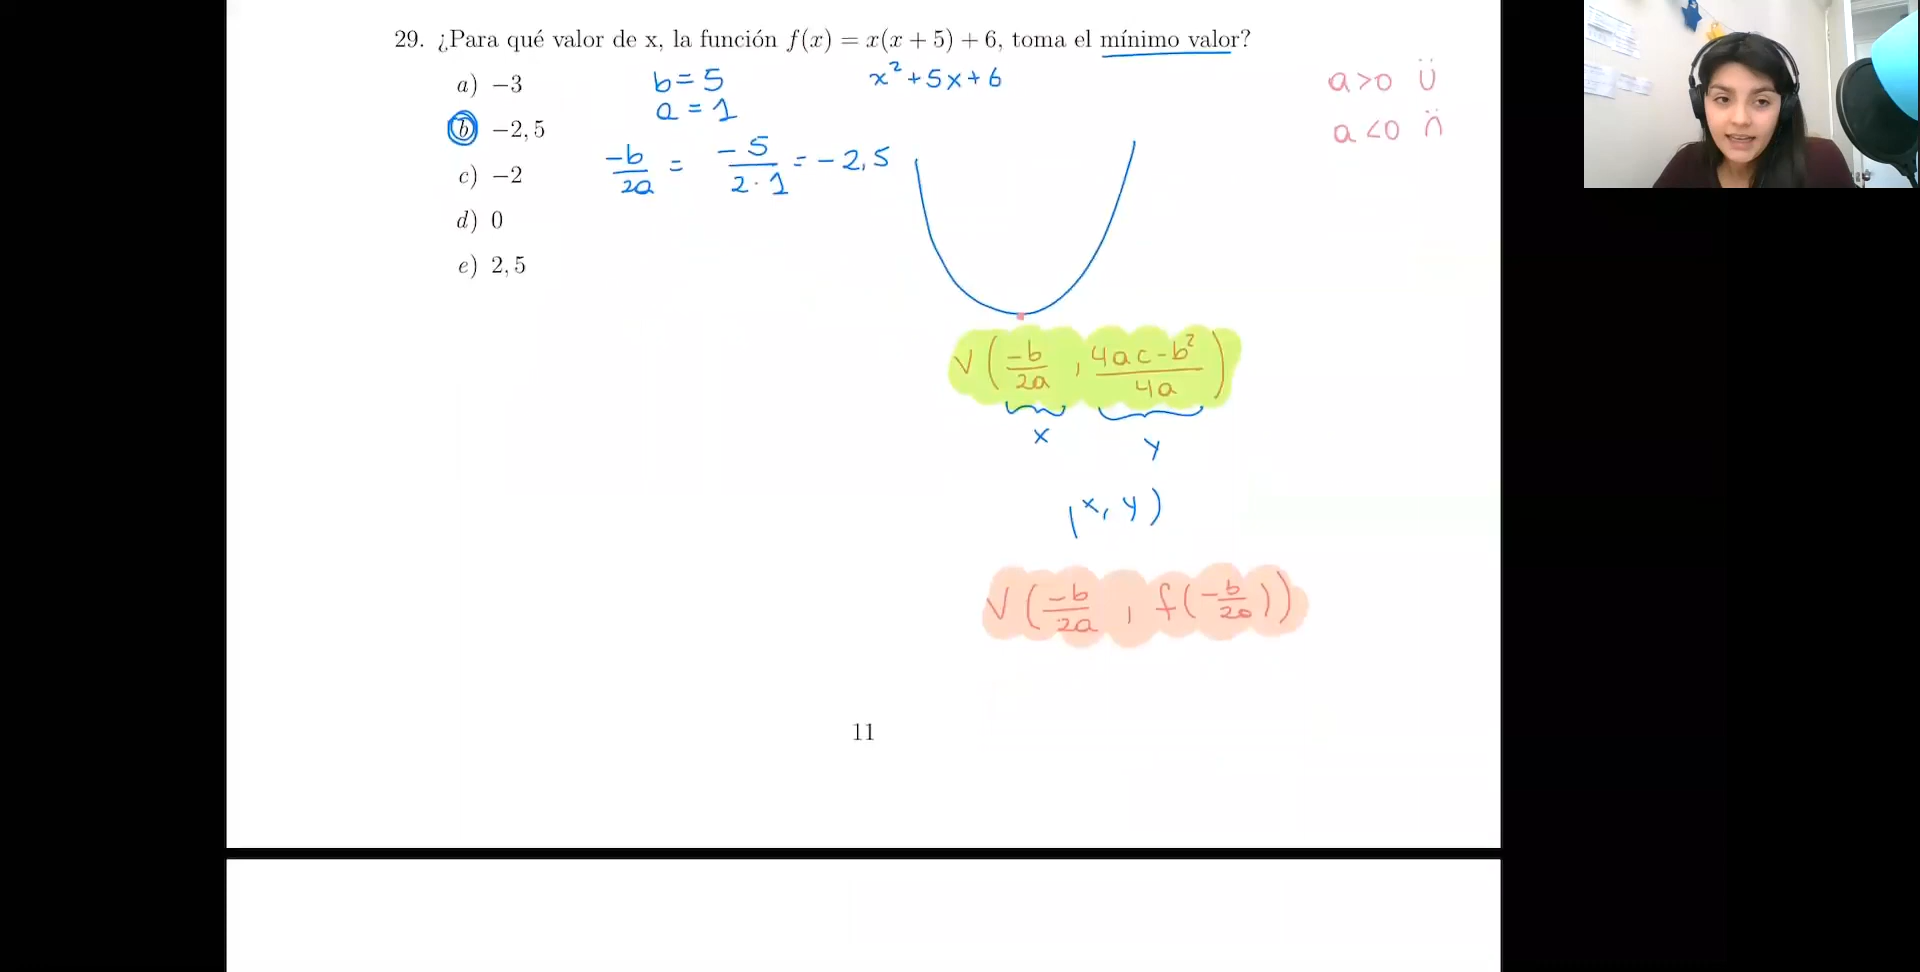 29. ¿Para qué valor de x, la función f(x) = x(x + 5) + 6, toma el mínimo valor?
a) −3
b) −2, 5
c) −2
d) 0
e) 2, 5
b = 5
a = 1
-b/2a = -5/2·1 = -2,5
x²+5x+6
a>0 U
a<0 ∩
V(-b/2a, 4ac-b²/4a)
x
y
(x, y)
V(-b/2a, f(-b/2a))
11